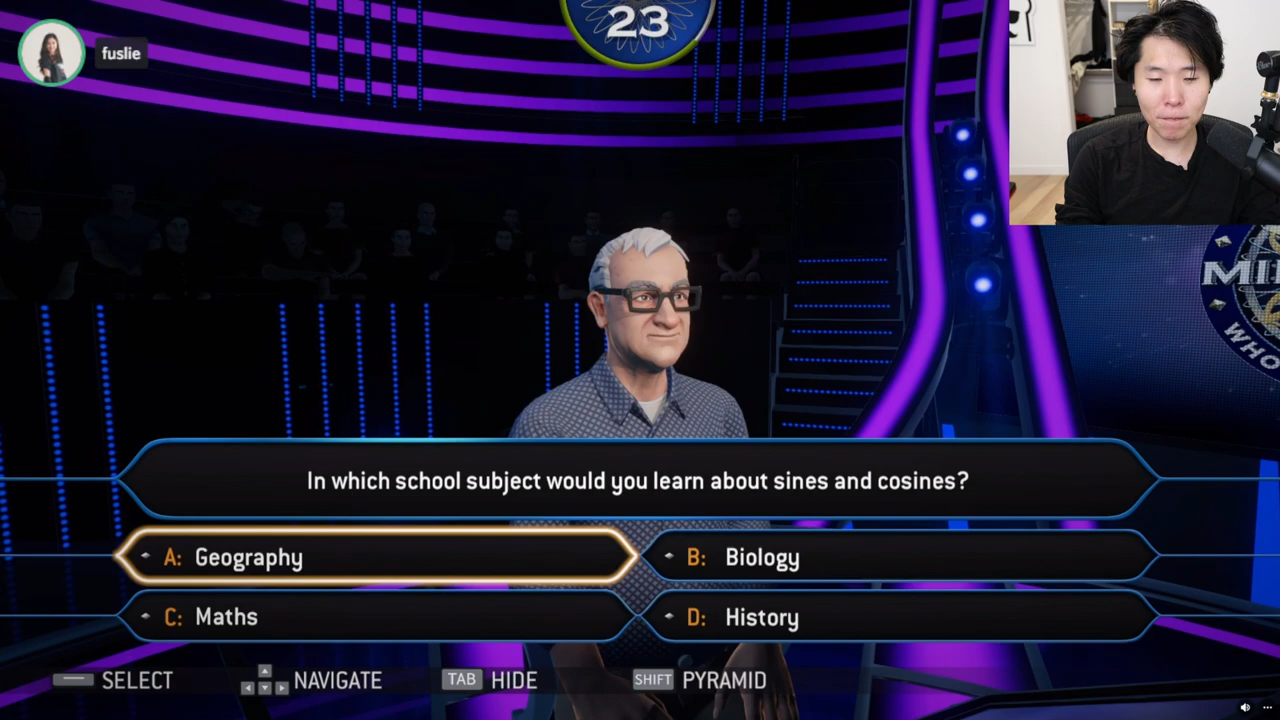 23
fuslie
WHO
In which school subject would you learn about sines and cosines?
A: Geography
B: Biology
C: Maths
D: History
SELECT
NAVIGATE
TAB HIDE
SHIFT PYRAMID